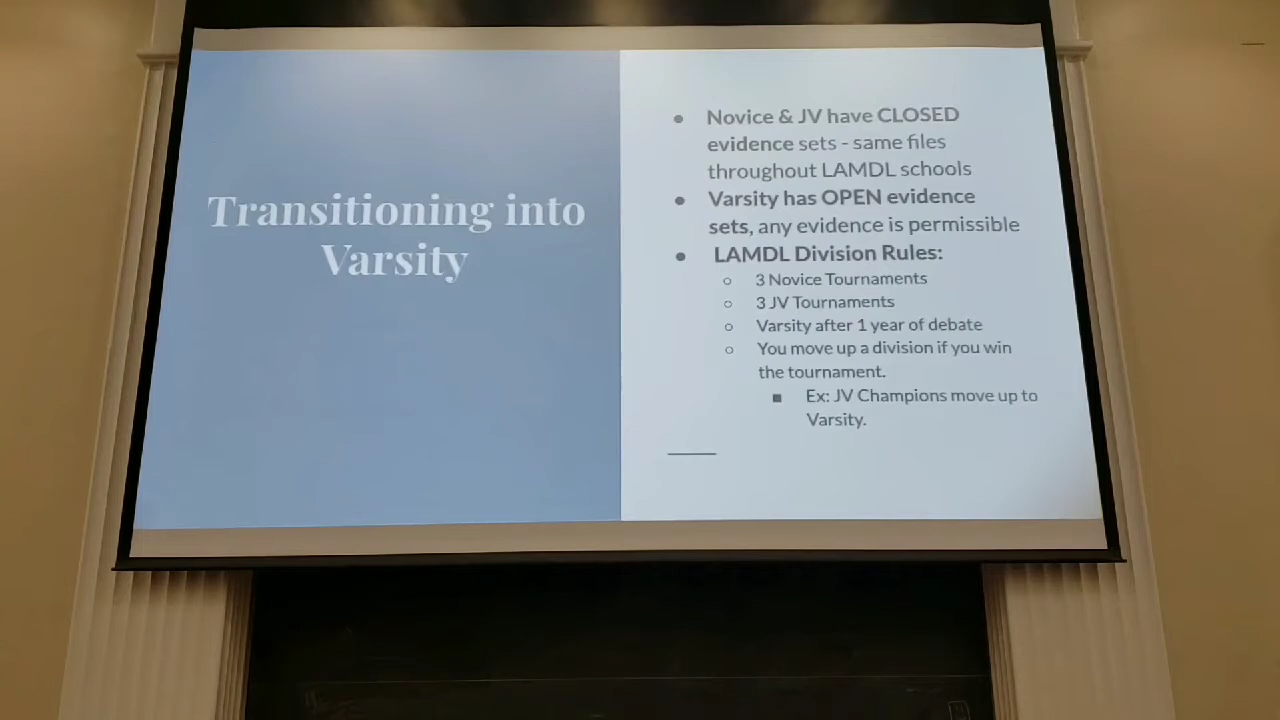 Transitioning into
Varsity
● Novice & JV have CLOSED
evidence sets - same files
throughout LAMDL schools
● Varsity has OPEN evidence
sets, any evidence is permissible
● LAMDL Division Rules:
○ 3 Novice Tournaments
○ 3 JV Tournaments
○ Varsity after 1 year of debate
○ You move up a division if you win
the tournament.
■ Ex: JV Champions move up to
Varsity.